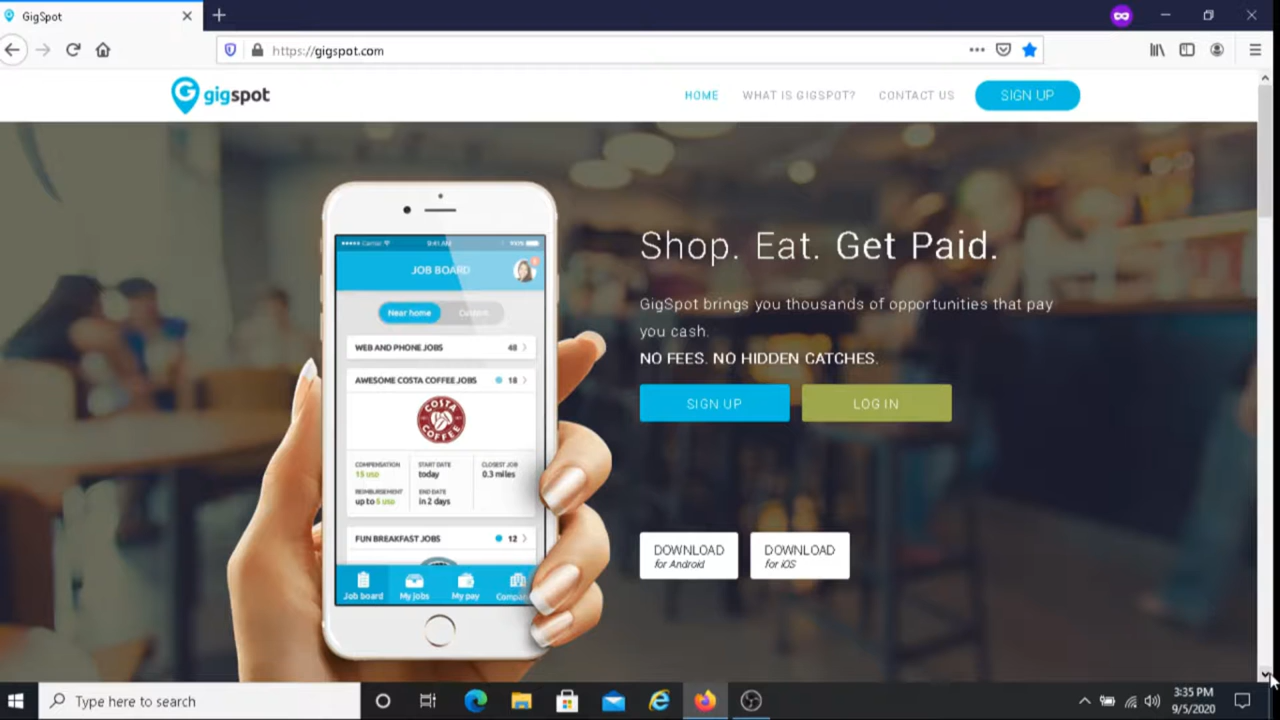 GigSpot
https://gigspot.com
gigspot
HOME
WHAT IS GIGSPOT?
CONTACT US
SIGN UP
9:41 AM
JOB BOARD
Near home
WEB AND PHONE JOBS 48
AWESOME COSTA COFFEE JOBS 18
COSTA
COFFEE
COMPENSATION START DATE CLOSEST JOB
15 USD today 0.3 miles
REIMBURSEMENT END DATE
up to 5 USD in 2 days
FUN BREAKFAST JOBS 12
Job board My jobs My pay
Shop. Eat. Get Paid.
GigSpot brings you thousands of opportunities that pay
you cash.
NO FEES. NO HIDDEN CATCHES.
SIGN UP
LOG IN
DOWNLOAD
for Android
DOWNLOAD
for iOS
Type here to search
3:35 PM
9/5/2020